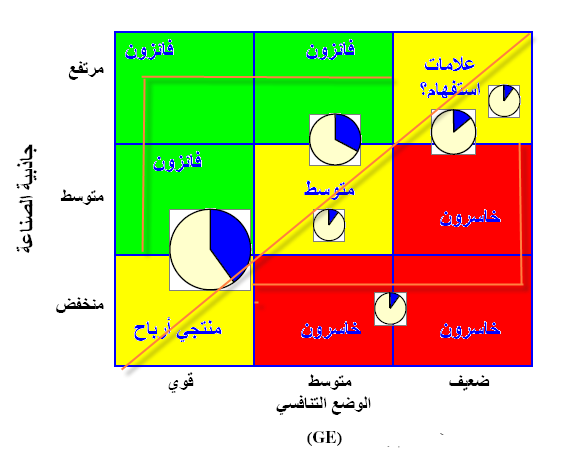 فائزون
فائزون
علامات
استفهام؟
مرتفع
فائزون
متوسط
خاسرون
متوسط
جاذبية الصناعة
منتجي أرباح
خاسرون
خاسرون
منخفض
قوي
متوسط
ضعيف
الوضع التنافسي
(GE)